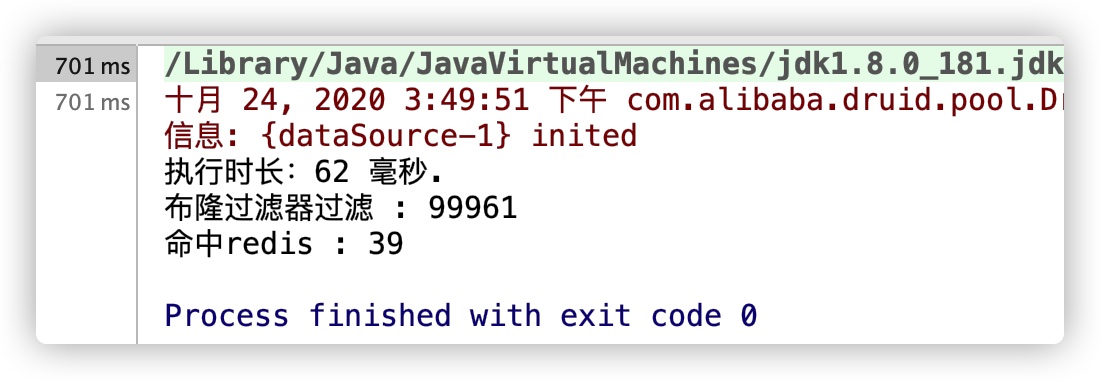 701 ms /Library/Java/JavaVirtualMachines/jdk1.8.0_181.jdk
701 ms 十月 24, 2020 3:49:51 下午 com.alibaba.druid.pool.Dr
信息: {dataSource-1} inited
执行时长：62 毫秒.
布隆过滤器过滤 : 99961
命中redis : 39
Process finished with exit code 0